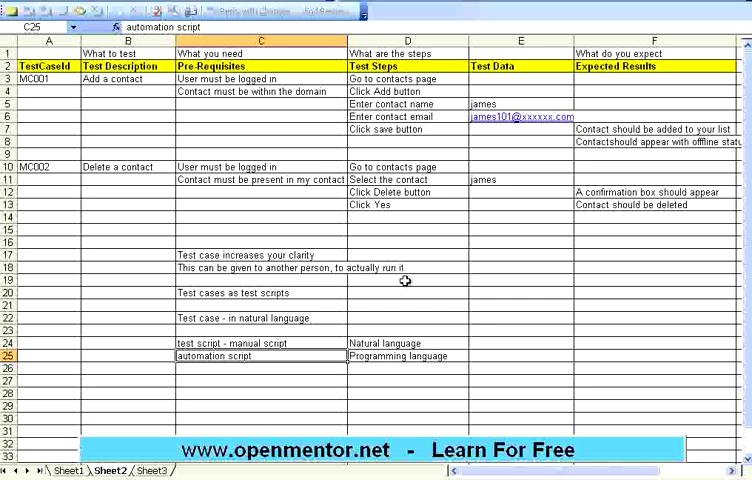 Reply with Changes... End Review...
C25 fx automation script
A B C D E F
1 What to test What you need What are the steps What do you expect
2 TestCaseId Test Description Pre-Requisites Test Steps Test Data Expected Results
3 MC001 Add a contact User must be logged in Go to contacts page
4 Contact must be within the domain Click Add button
5 Enter contact name james
6 Enter contact email james101@xxxxxx.com
7 Click save button Contact should be added to your list
8 Contactshould appear with offline statu
9
10 MC002 Delete a contact User must be logged in Go to contacts page
11 Contact must be present in my contact Select the contact james
12 Click Delete button A confirmation box should appear
13 Click Yes Contact should be deleted
14
15
16
17 Test case increases your clarity
18 This can be given to another person, to actually run it
19
20 Test cases as test scripts
21
22 Test case - in natural language
23
24 test script - manual script Natural language
25 automation script Programming language
26
27
28
29
30
31
32
33
www.openmentor.net - Learn For Free
Sheet1 Sheet2 Sheet3